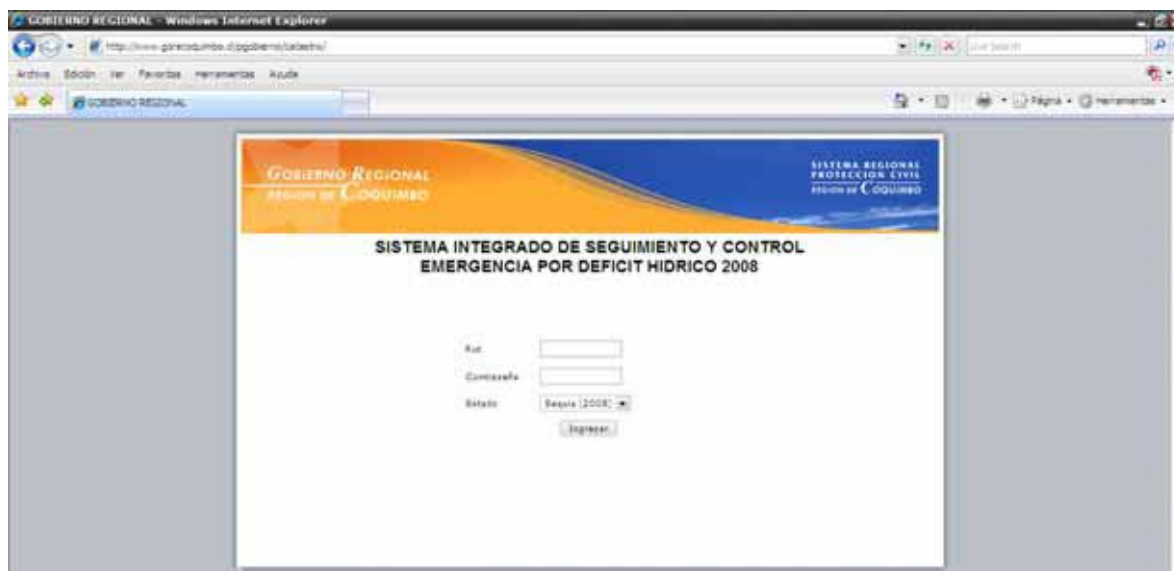 GOBIERNO REGIONAL - Windows Internet Explorer
Archivo Edición Ver Favoritos Herramientas Ayuda
GOBIERNO REGIONAL
Página Herramientas
GOBIERNO REGIONAL
REGION DE COQUIMBO
SISTEMA REGIONAL
PROTECCION CIVIL
REGION DE COQUIMBO
SISTEMA INTEGRADO DE SEGUIMIENTO Y CONTROL
EMERGENCIA POR DEFICIT HIDRICO 2008
Rut
Contraseña
Estado Sequia (2008)
Ingresar